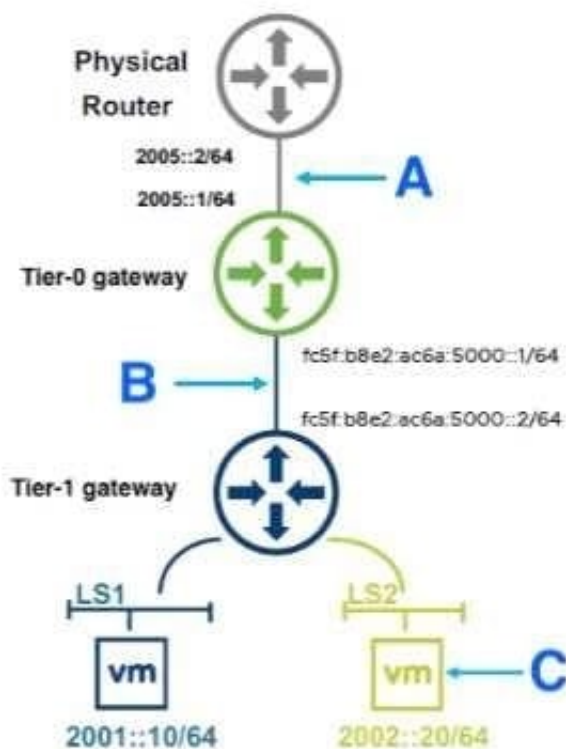 Physical
Router
2005::2/64
A
2005::1/64
Tier-0 gateway
fc5f:b8e2:ac6a:5000::1/64
B
fc5f:b8e2:ac6a:5000::2/64
Tier-1 gateway
LS1
LS2
vm
vm
C
2001::10/64
2002::20/64